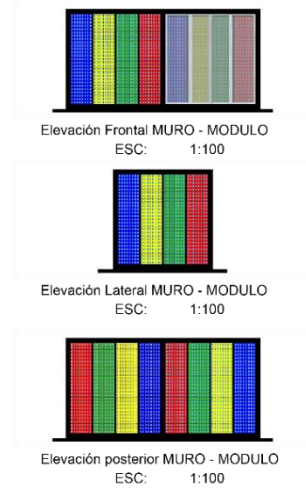 Elevación Frontal MURO - MODULO
ESC: 1:100
Elevación Lateral MURO - MODULO
ESC: 1:100
Elevación posterior MURO - MODULO
ESC: 1:100